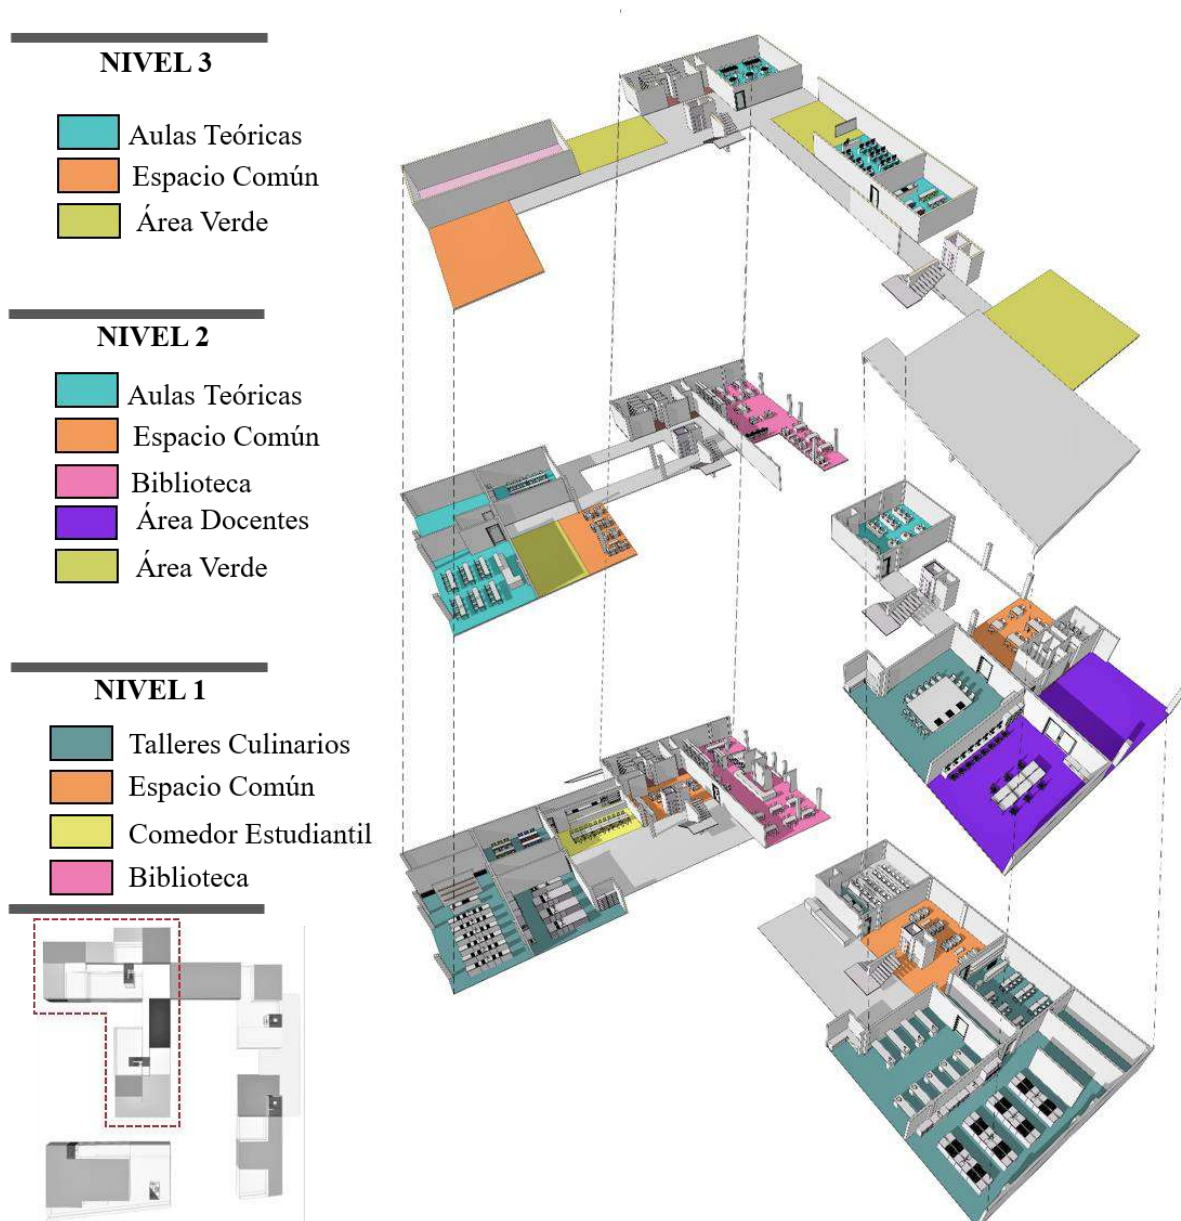 NIVEL 3
Aulas Teóricas
Espacio Común
Área Verde
NIVEL 2
Aulas Teóricas
Espacio Común
Biblioteca
Área Docentes
Área Verde
NIVEL 1
Talleres Culinarios
Espacio Común
Comedor Estudiantil
Biblioteca